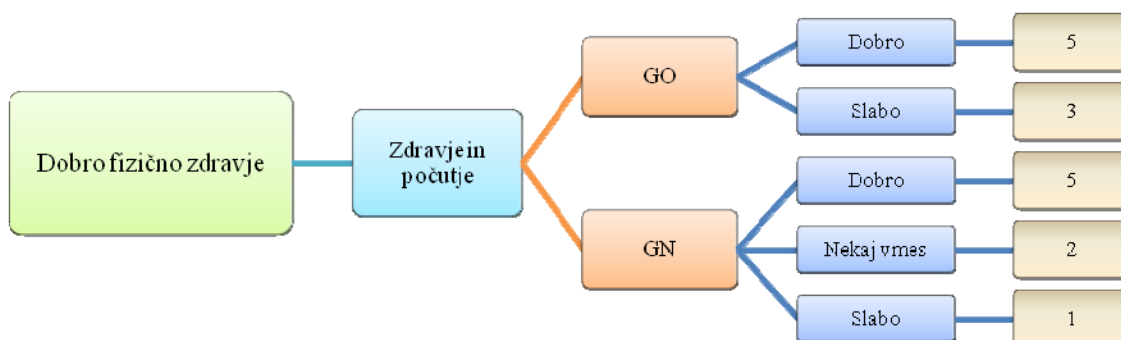 Dobro fizično zdravje
Zdravje in
počutje
GO
Dobro
5
Slabo
3
GN
Dobro
5
Nekaj vmes
2
Slabo
1